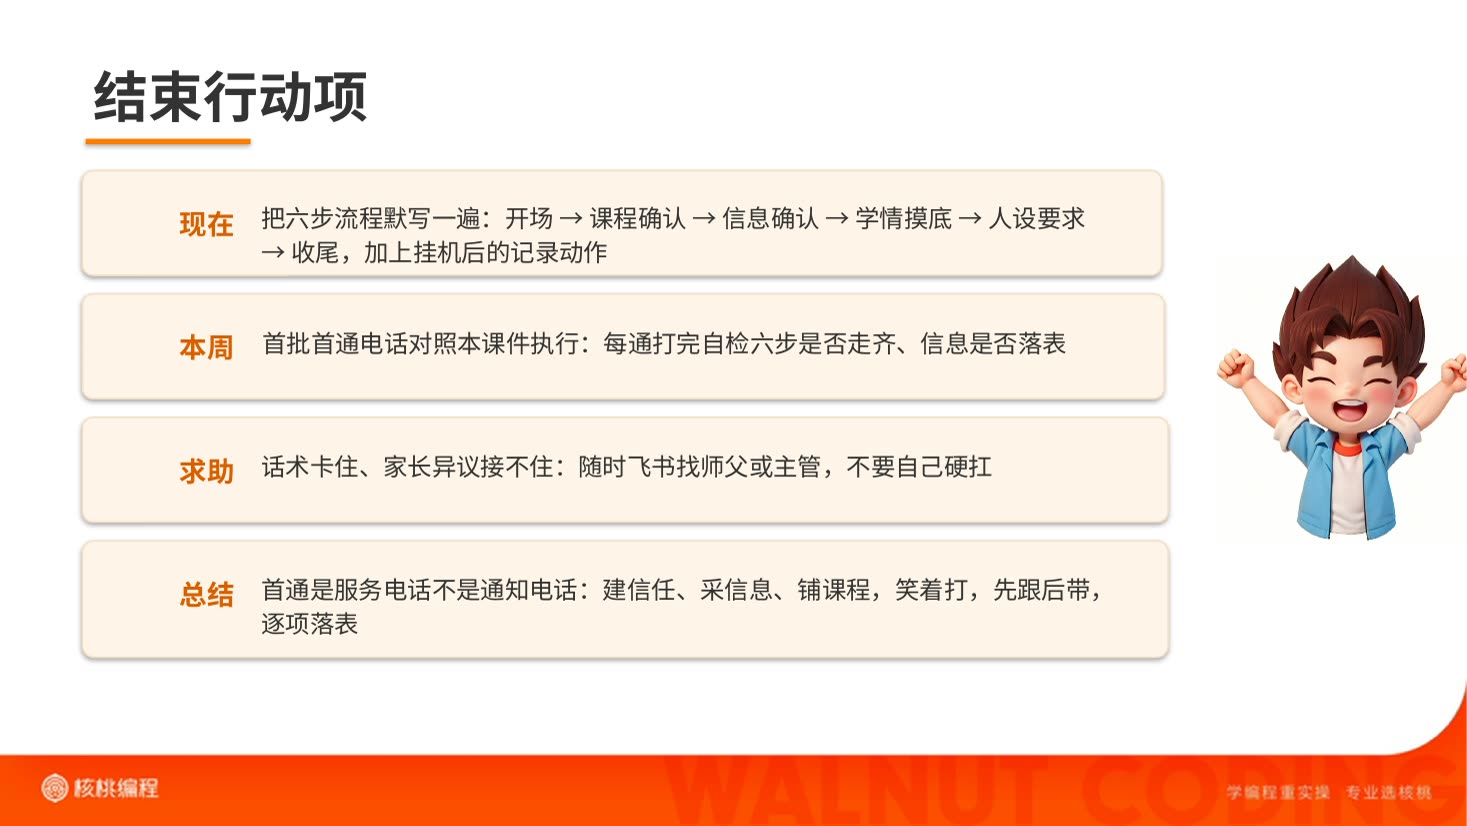 结束行动项
现在
把六步流程默写一遍：开场 → 课程确认 → 信息确认 → 学情摸底 → 人设要求
→ 收尾，加上挂机后的记录动作
本周
首批首通电话对照本课件执行：每通打完自检六步是否走齐、信息是否落表
求助
话术卡住、家长异议接不住：随时飞书找师父或主管，不要自己硬扛
总结
首通是服务电话不是通知电话：建信任、采信息、铺课程，笑着打，先跟后带，
逐项落表
核桃编程
WALNUT CODING
学编程重实操 专业选核桃